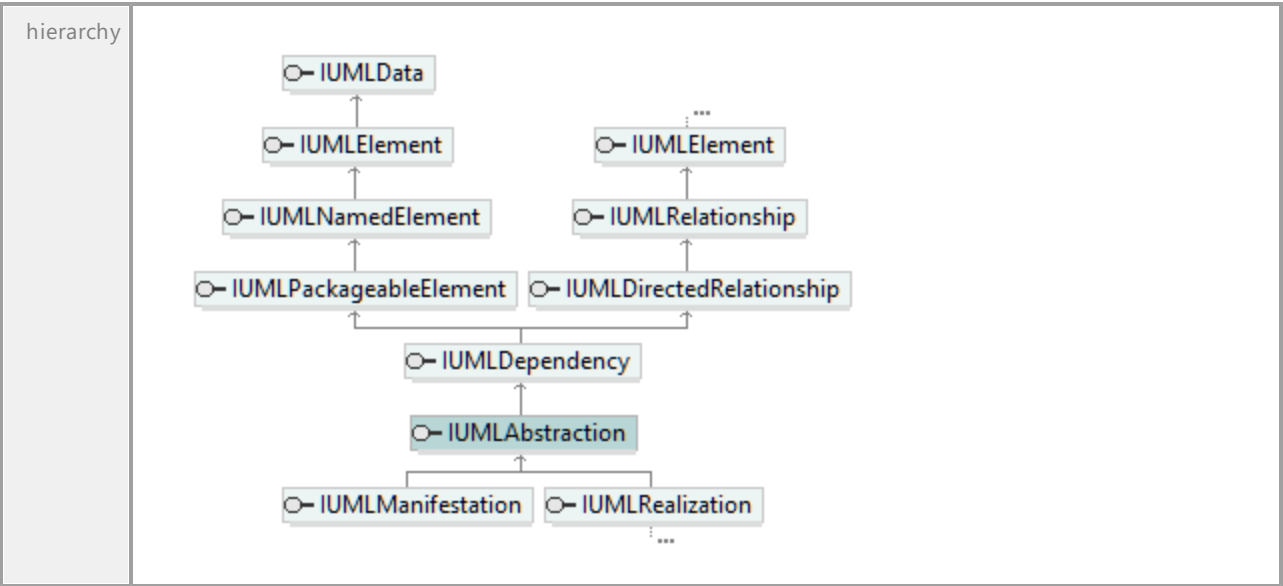 hierarchy
IUMLData
...
IUMLElement
IUMLElement
IUMLNamedElement
IUMLRelationship
IUMLPackageableElement
IUMLDirectedRelationship
IUMLDependency
IUMLAbstraction
IUMLManifestation
IUMLRealization
...